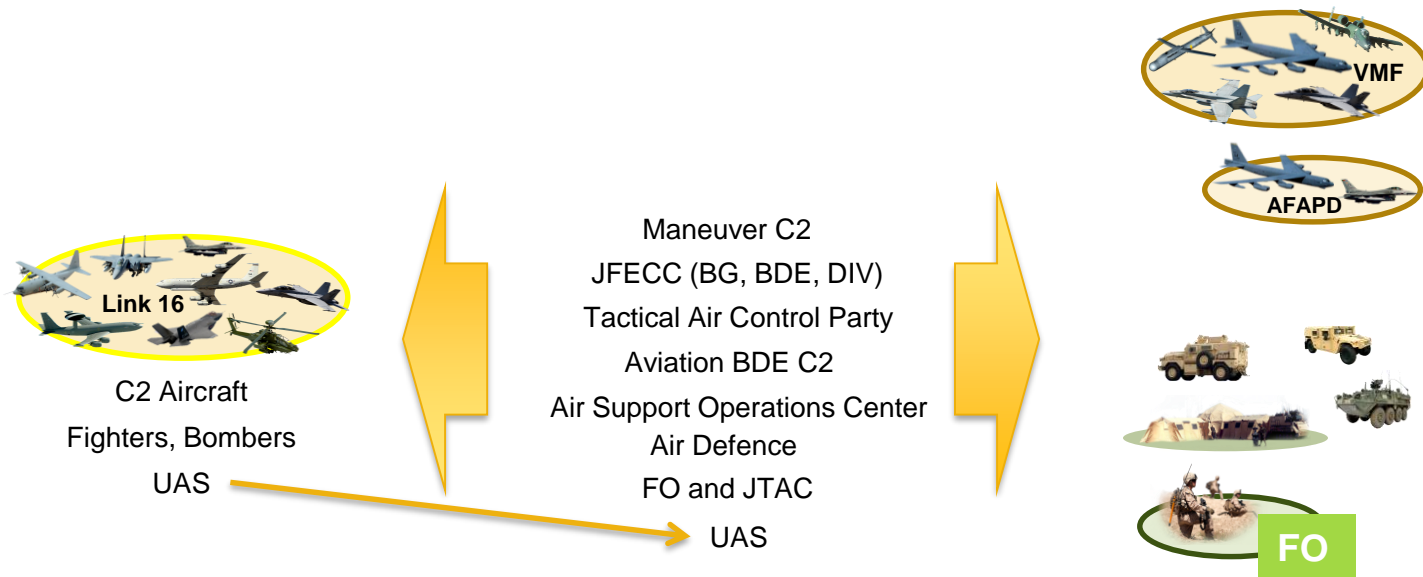 VMF
AFAPD
Link 16
C2 Aircraft
Fighters, Bombers
UAS
Maneuver C2
JFECC (BG, BDE, DIV)
Tactical Air Control Party
Aviation BDE C2
Air Support Operations Center
Air Defence
FO and JTAC
UAS
FO